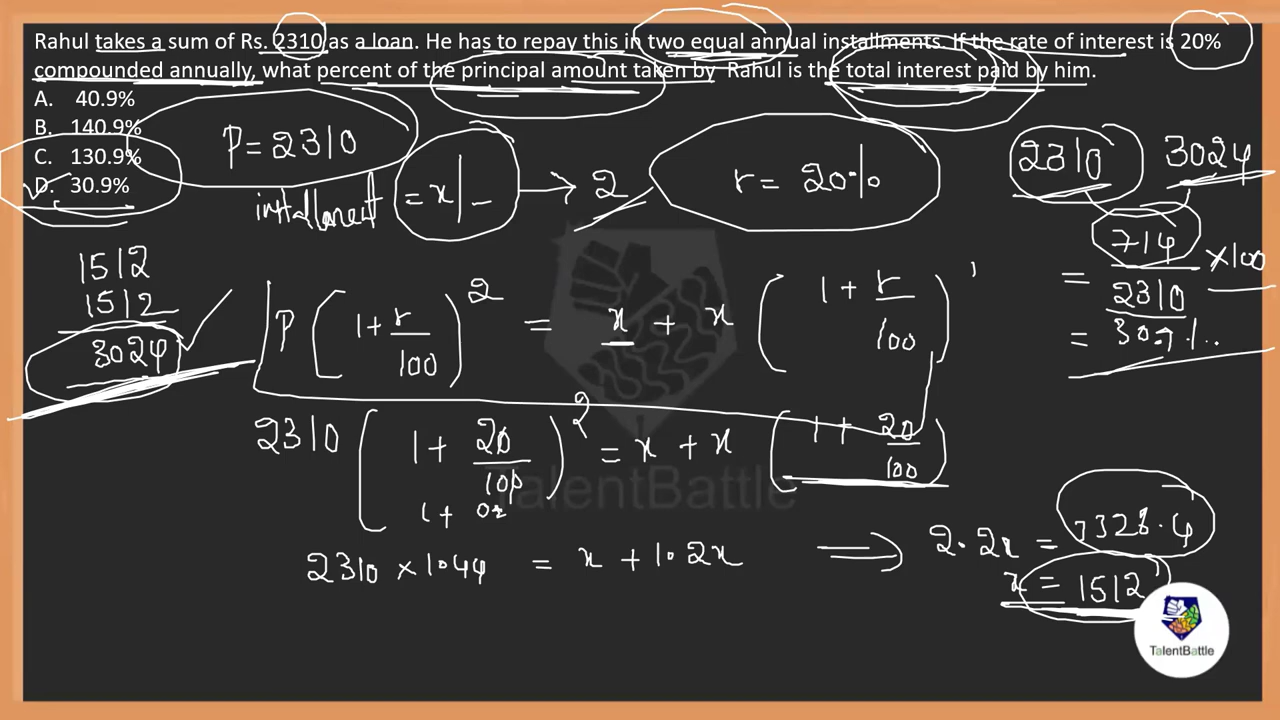 Rahul takes a sum of Rs. 2310 as a loan. He has to repay this in two equal annual installments. If the rate of interest is 20%
compounded annually, what percent of the principal amount taken by Rahul is the total interest paid by him.
A. 40.9%
B. 140.9%
C. 130.9%
D. 30.9%
P = 2310
installment = x/- → 2
r = 20%
2310 3024
714 × 100
= 2310
= 30.9%.
1512
1512
3024
P ( 1 + r/100 )² = x + x ( 1 + r/100 )¹
2310 ( 1 + 20/100 )² = x + x ( 1 + 20/100 )
1 + 0.2
2310 × 1.44 = x + 1.2x ⇒ 2.2x = 3328.4
x = 1512
TalentBattle
TalentBattle